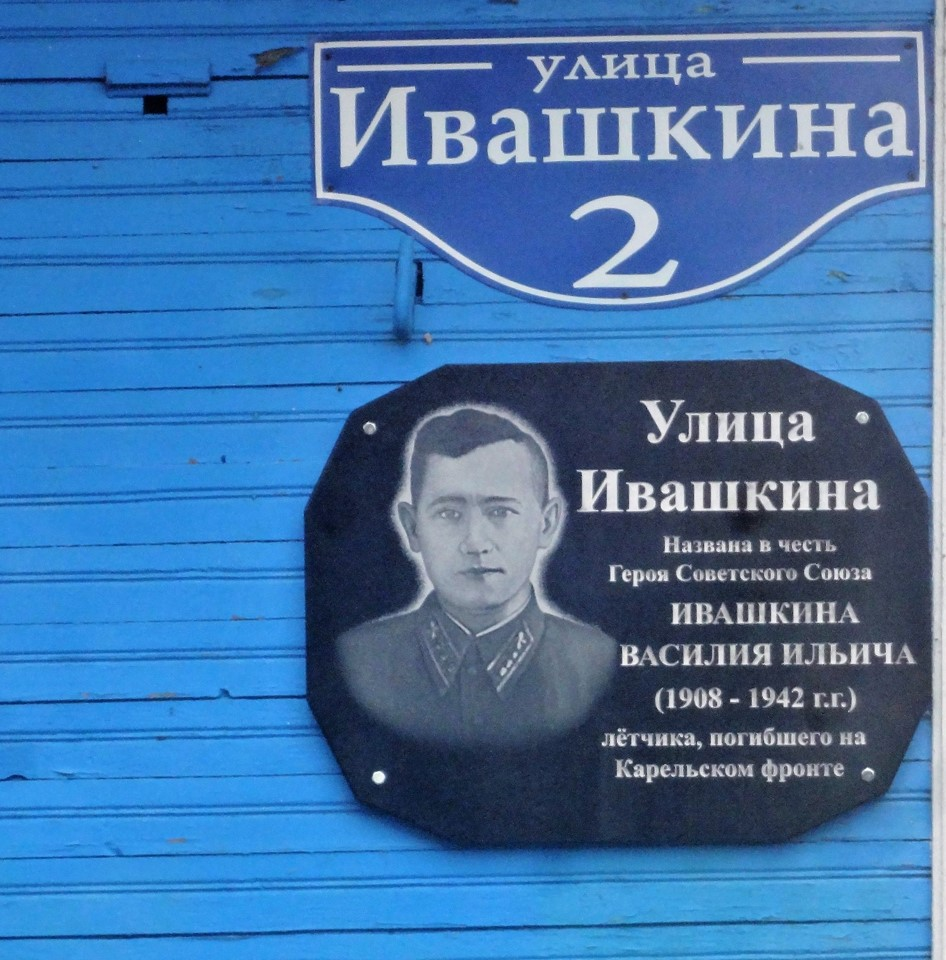 улица
Ивашкина
2
Улица
Ивашкина
Названа в честь
Героя Советского Союза
ИВАШКИНА
ВАСИЛИЯ ИЛЬИЧА
(1908 - 1942 г.г.)
лётчика, погибшего на
Карельском фронте